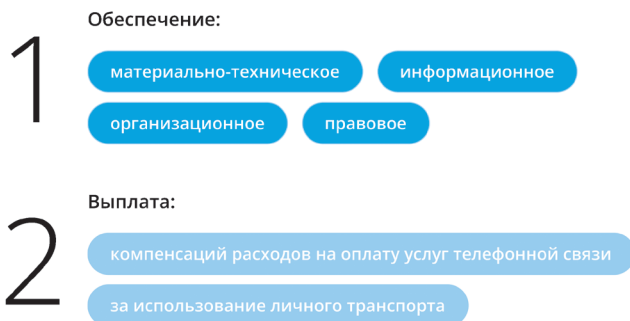 1
Обеспечение:
материально-техническое информационное
организационное правовое
2
Выплата:
компенсаций расходов на оплату услуг телефонной связи
за использование личного транспорта